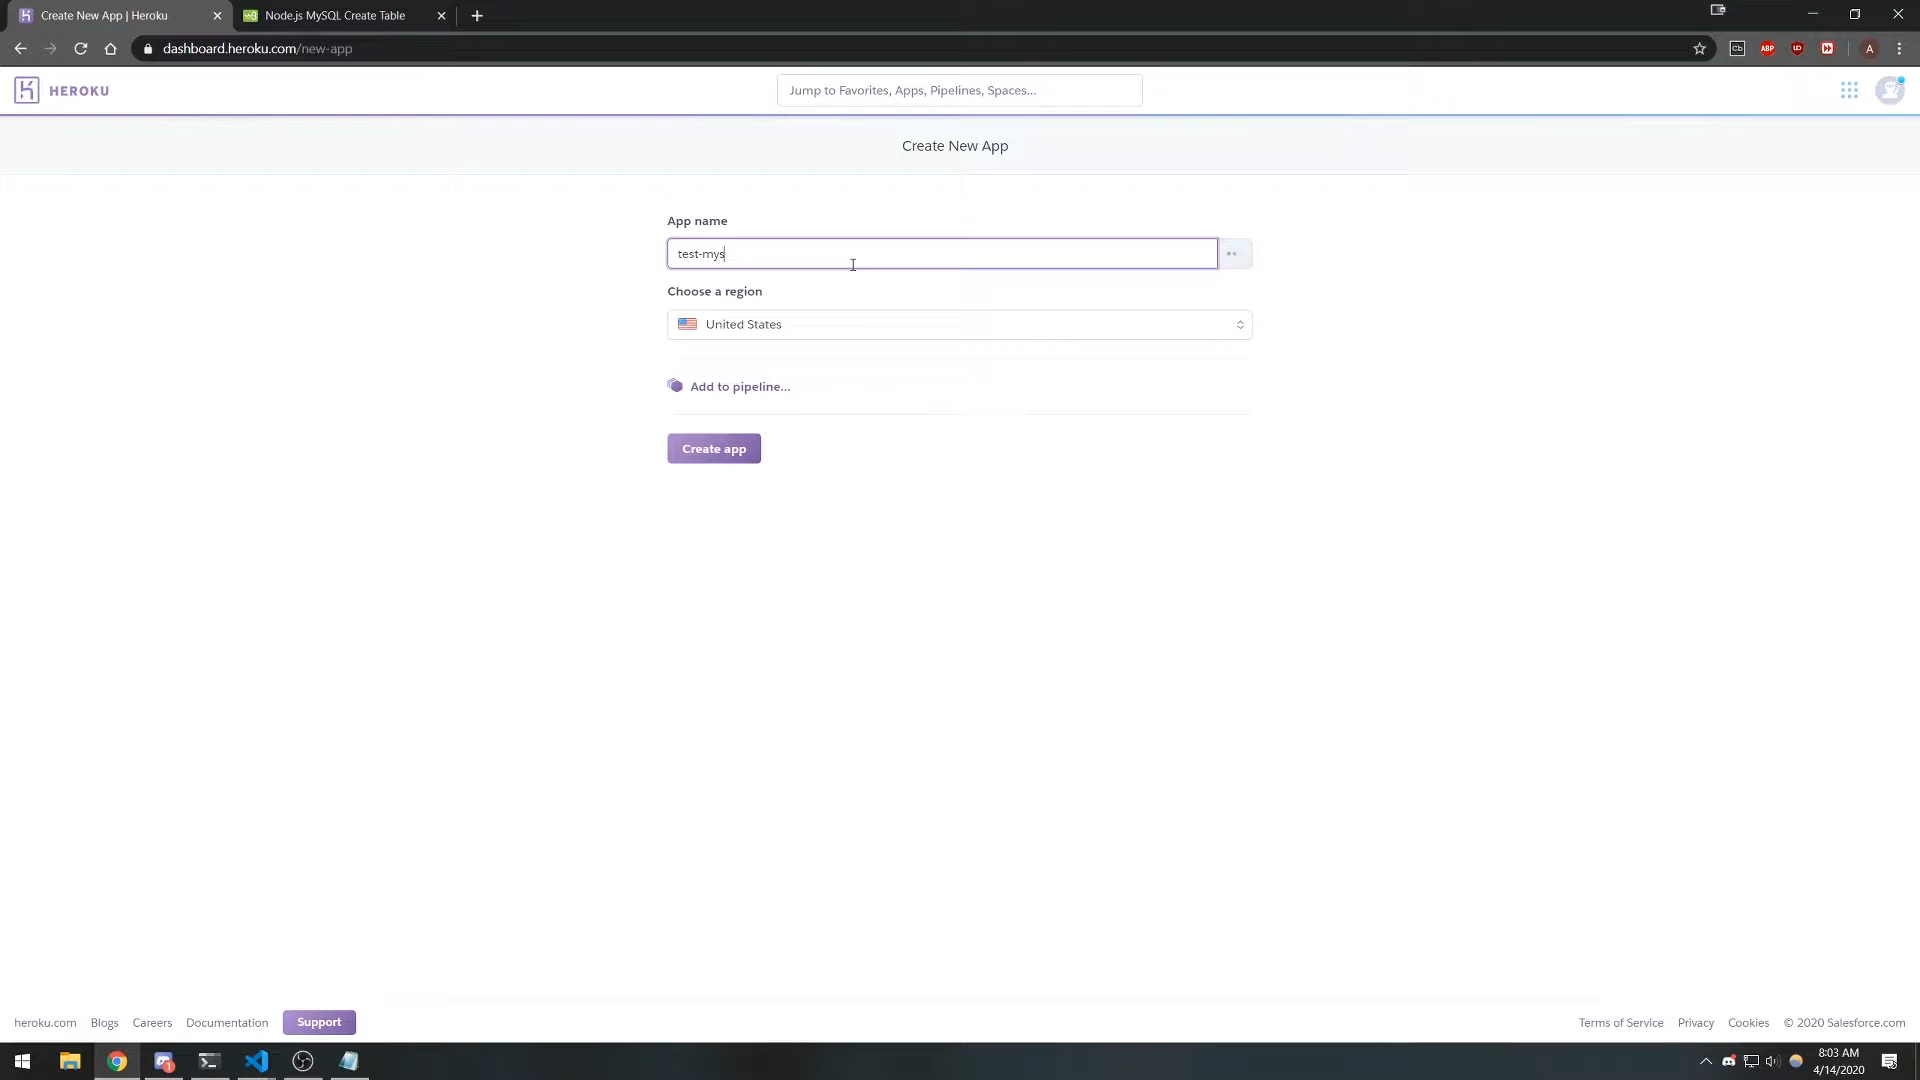 Create New App | Heroku
Node.js MySQL Create Table
dashboard.heroku.com/new-app
Cb
ABP
UD
A
HEROKU
Jump to Favorites, Apps, Pipelines, Spaces...
Create New App
App name
test-mys
Choose a region
United States
Add to pipeline...
Create app
heroku.com Blogs Careers Documentation Support
Terms of Service Privacy Cookies © 2020 Salesforce.com
8:03 AM
4/14/2020